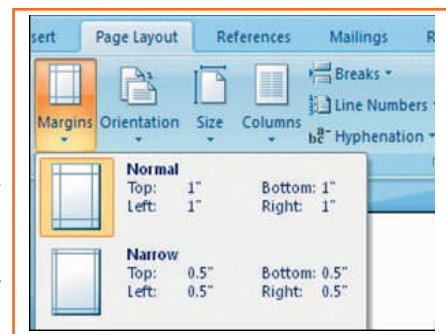 sert Page Layout References Mailings R
Breaks
Line Numbers
Margins Orientation Size Columns
Hyphenation
Normal
Top: 1" Bottom: 1"
Left: 1" Right: 1"
Narrow
Top: 0.5" Bottom: 0.5"
Left: 0.5" Right: 0.5"